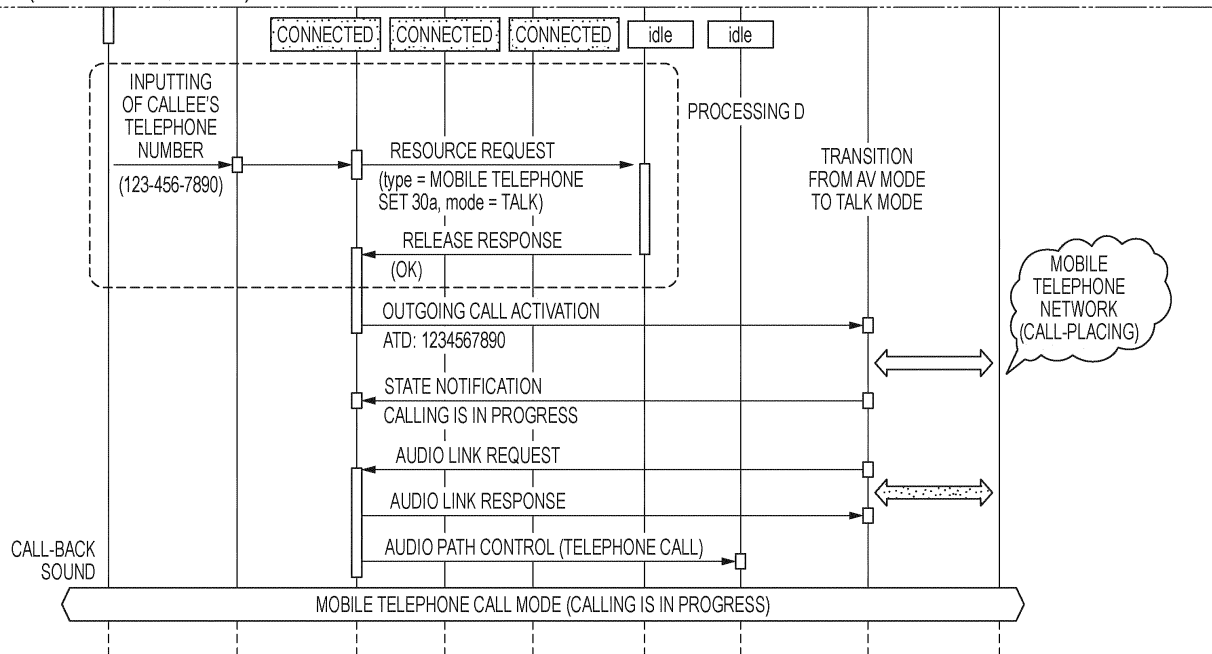 CONNECTED CONNECTED CONNECTED idle idle
INPUTTING
OF CALLEE'S
TELEPHONE
NUMBER
(123-456-7890)
PROCESSING D
RESOURCE REQUEST
(type = MOBILE TELEPHONE
SET 30a, mode = TALK)
RELEASE RESPONSE
(OK)
TRANSITION
FROM AV MODE
TO TALK MODE
MOBILE
TELEPHONE
NETWORK
(CALL-PLACING)
OUTGOING CALL ACTIVATION
ATD: 1234567890
STATE NOTIFICATION
CALLING IS IN PROGRESS
AUDIO LINK REQUEST
AUDIO LINK RESPONSE
AUDIO PATH CONTROL (TELEPHONE CALL)
CALL-BACK
SOUND
MOBILE TELEPHONE CALL MODE (CALLING IS IN PROGRESS)